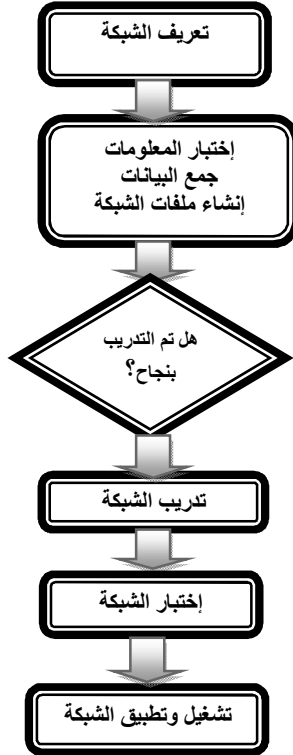 تعريف الشبكة
إختبار المعلومات
جمع البيانات
إنشاء ملفات الشبكة
هل تم التدريب
بنجاح؟
تدريب الشبكة
إختبار الشبكة
تشغيل وتطبيق الشبكة